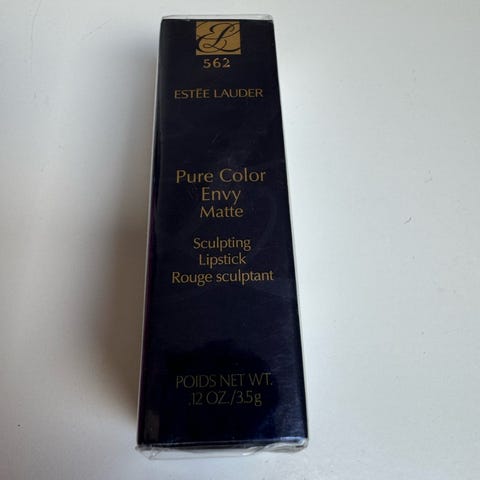 562
ESTĒE LAUDER
Pure Color
Envy
Matte
Sculpting
Lipstick
Rouge sculptant
POIDS NET WT.
.12 OZ./3.5g